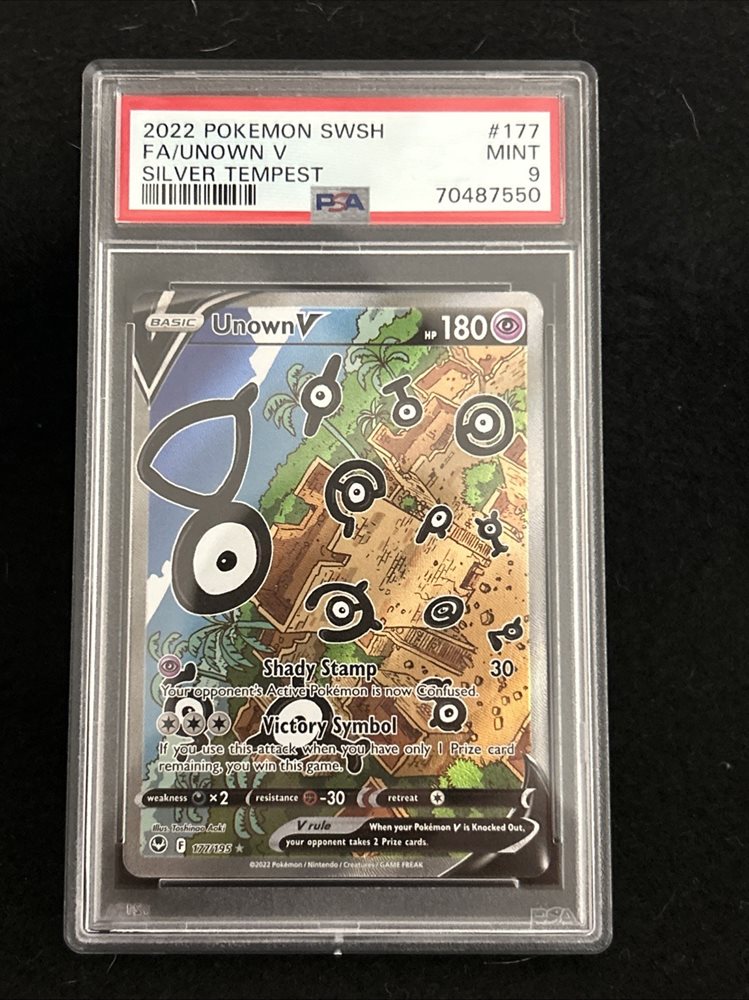 2022 POKEMON SWSH #177
FA/UNOWN V MINT
SILVER TEMPEST 9
PSA 70487550
BASIC Unown V HP 180
Shady Stamp 30
Your opponent's Active Pokémon is now Confused.
Victory Symbol
If you use this attack when you have only 1 Prize card
remaining, you win this game.
weakness ×2 resistance -30 retreat
Illus. Toshinao Aoki
V rule When your Pokémon V is Knocked Out,
your opponent takes 2 Prize cards.
F 177/195 ★
©2022 Pokémon / Nintendo / Creatures / GAME FREAK
PSA